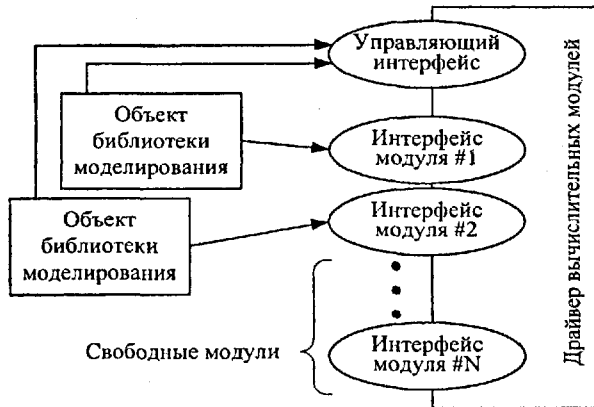 Управляющий
интерфейс
Объект
библиотеки
моделирования
Интерфейс
модуля #1
Объект
библиотеки
моделирования
Интерфейс
модуля #2
Свободные модули
Интерфейс
модуля #N
Драйвер вычислительных модулей